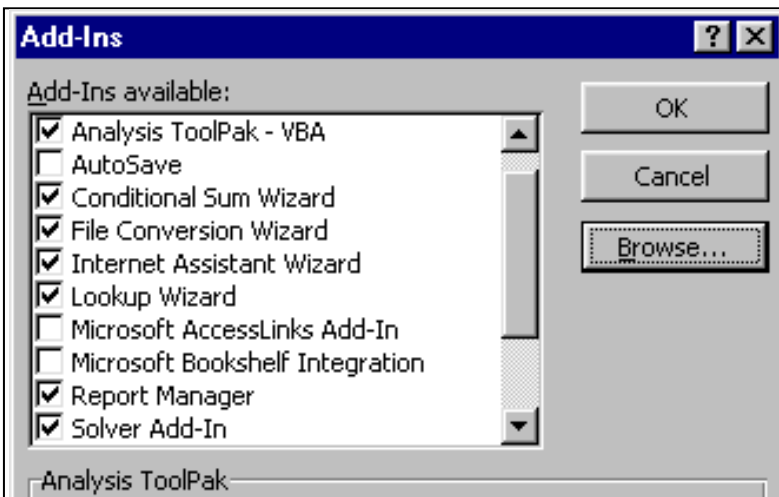 Add-Ins
Add-Ins available:
Analysis ToolPak - VBA
AutoSave
Conditional Sum Wizard
File Conversion Wizard
Internet Assistant Wizard
Lookup Wizard
Microsoft AccessLinks Add-In
Microsoft Bookshelf Integration
Report Manager
Solver Add-In
OK
Cancel
Browse...
Analysis ToolPak